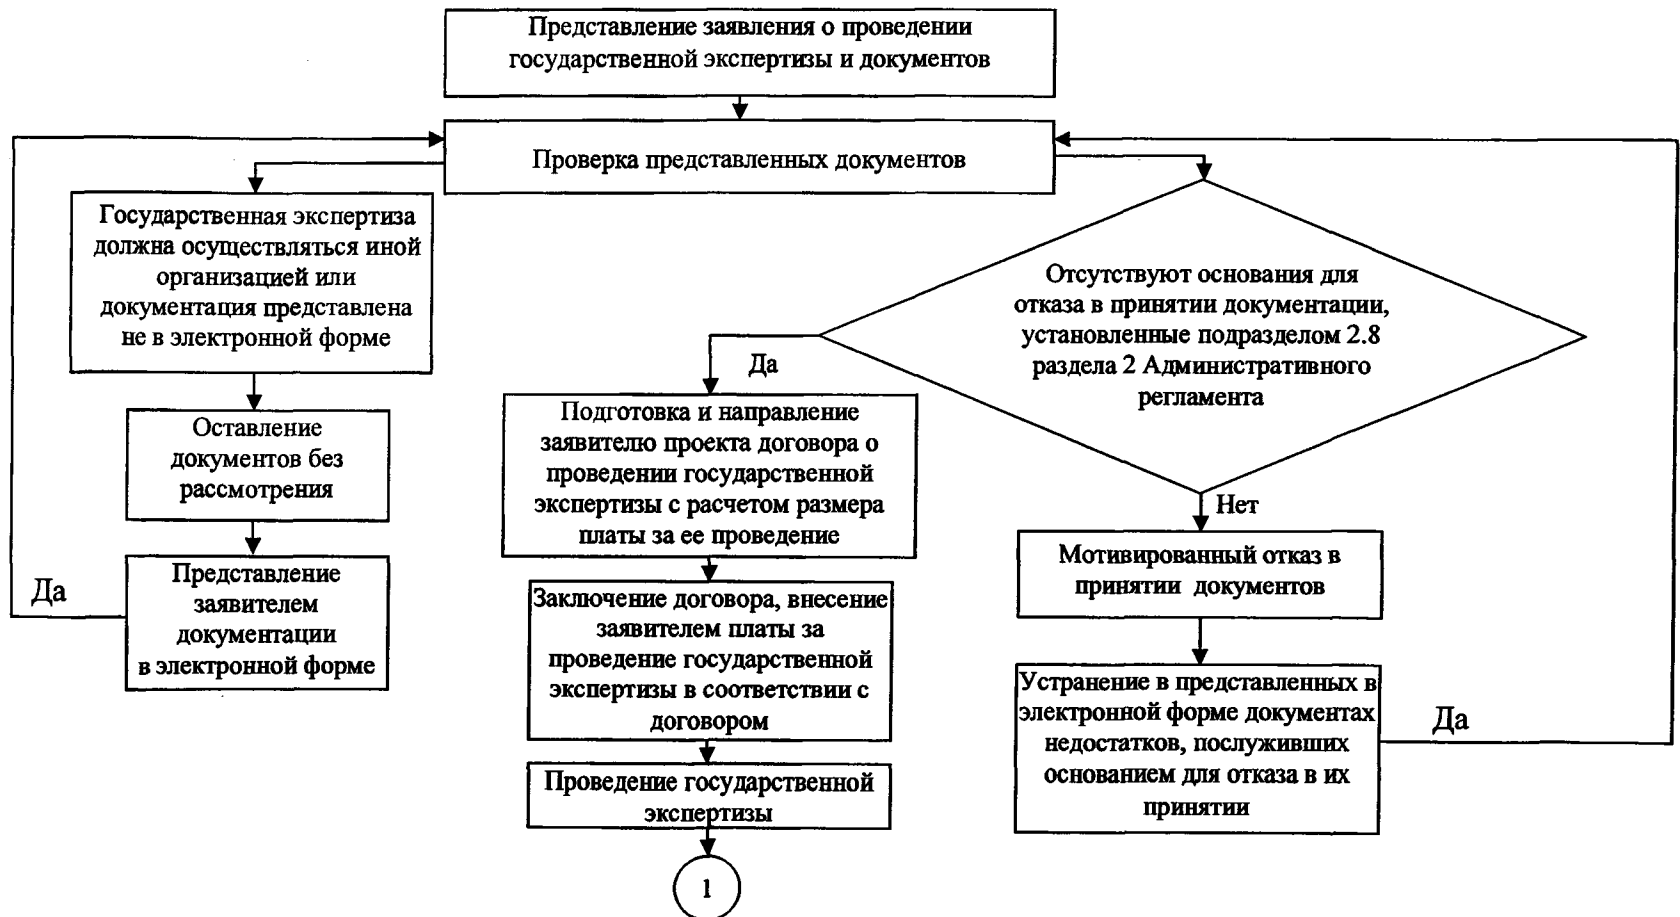 Представление заявления о проведении
государственной экспертизы и документов
Проверка представленных документов
Государственная экспертиза
должна осуществляться иной
организацией или
документация представлена
не в электронной форме
Оставление
документов без
рассмотрения
Представление
заявителем
документации
в электронной форме
Да
Отсутствуют основания для
отказа в принятии документации,
установленные подразделом 2.8
раздела 2 Административного
регламента
Да
Подготовка и направление
заявителю проекта договора о
проведении государственной
экспертизы с расчетом размера
платы за ее проведение
Заключение договора, внесение
заявителем платы за
проведение государственной
экспертизы в соответствии с
договором
Проведение государственной
экспертизы
1
Нет
Мотивированный отказ в
принятии документов
Устранение в представленных в
электронной форме документах
недостатков, послуживших
основанием для отказа в их
принятии
Да